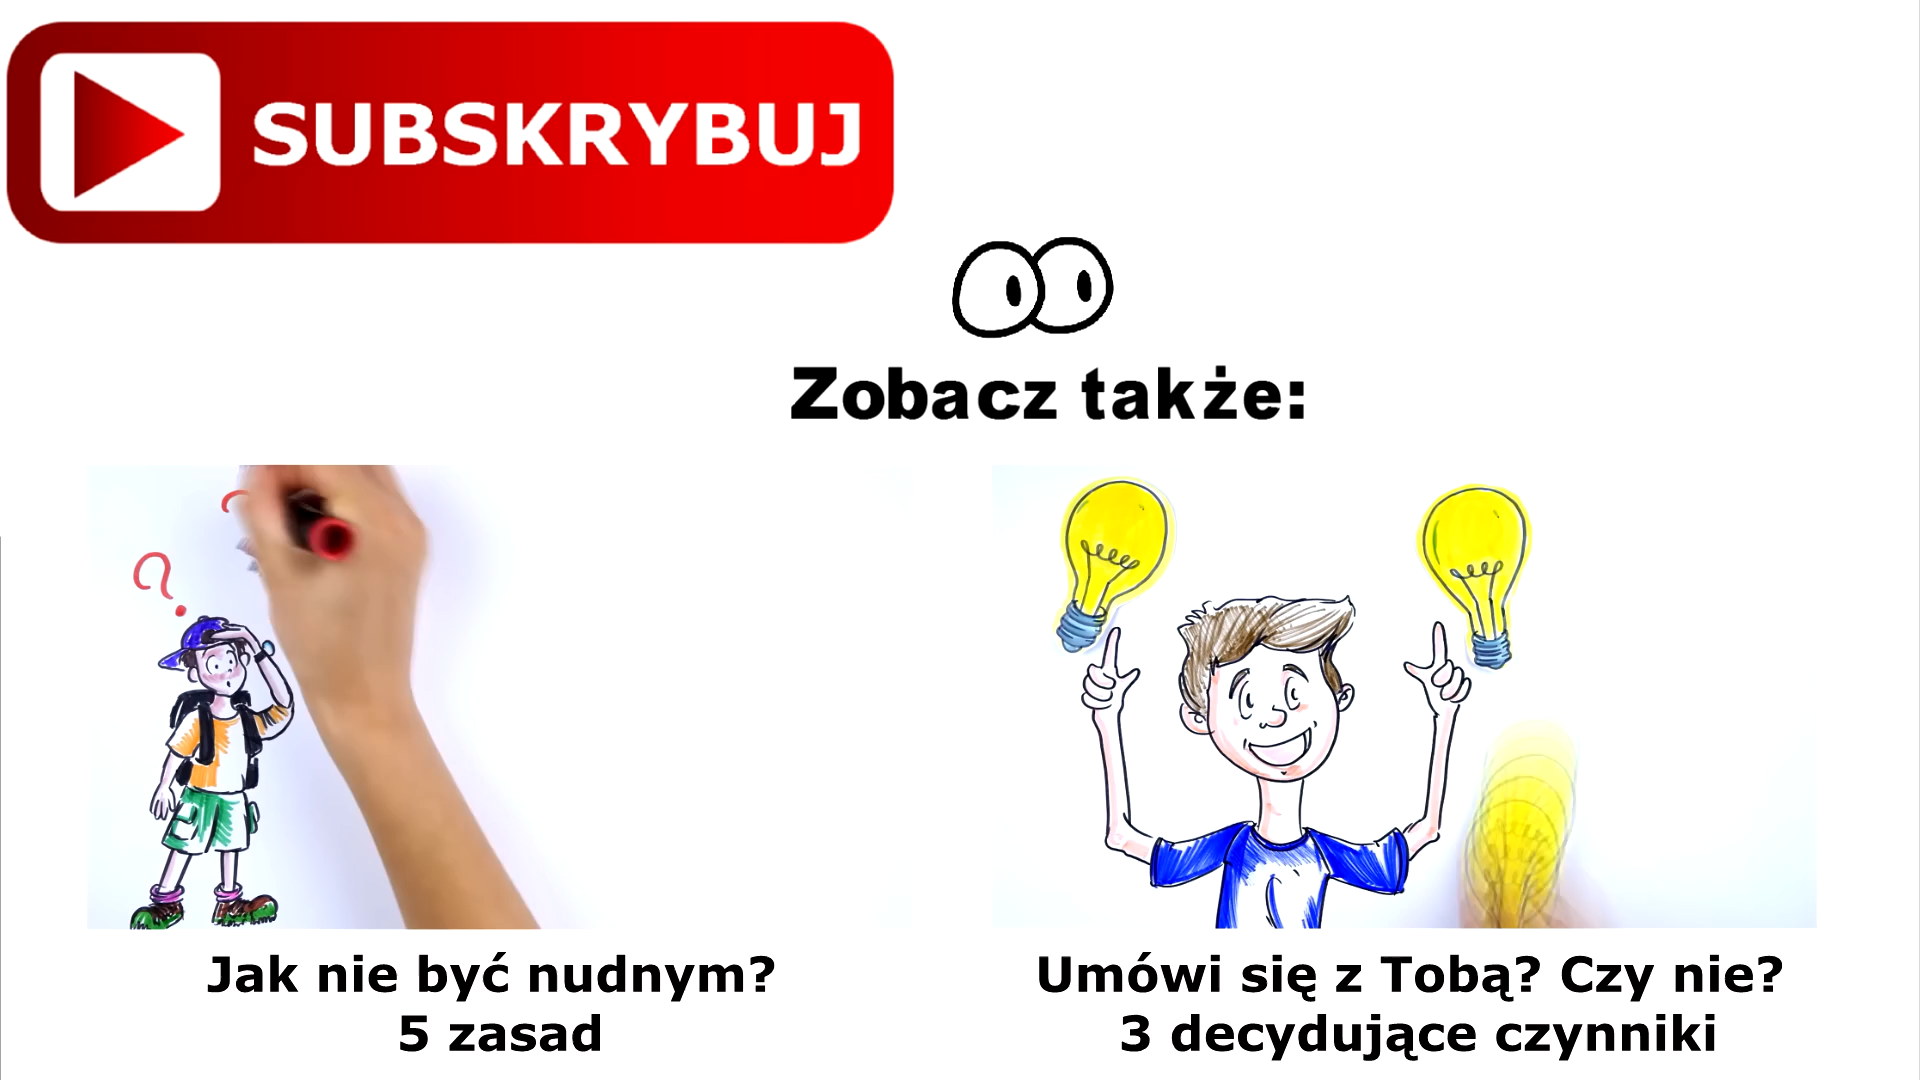 SUBSKRYBUJ
Zobacz także:
Jak nie być nudnym?
5 zasad
Umówi się z Tobą? Czy nie?
3 decydujące czynniki